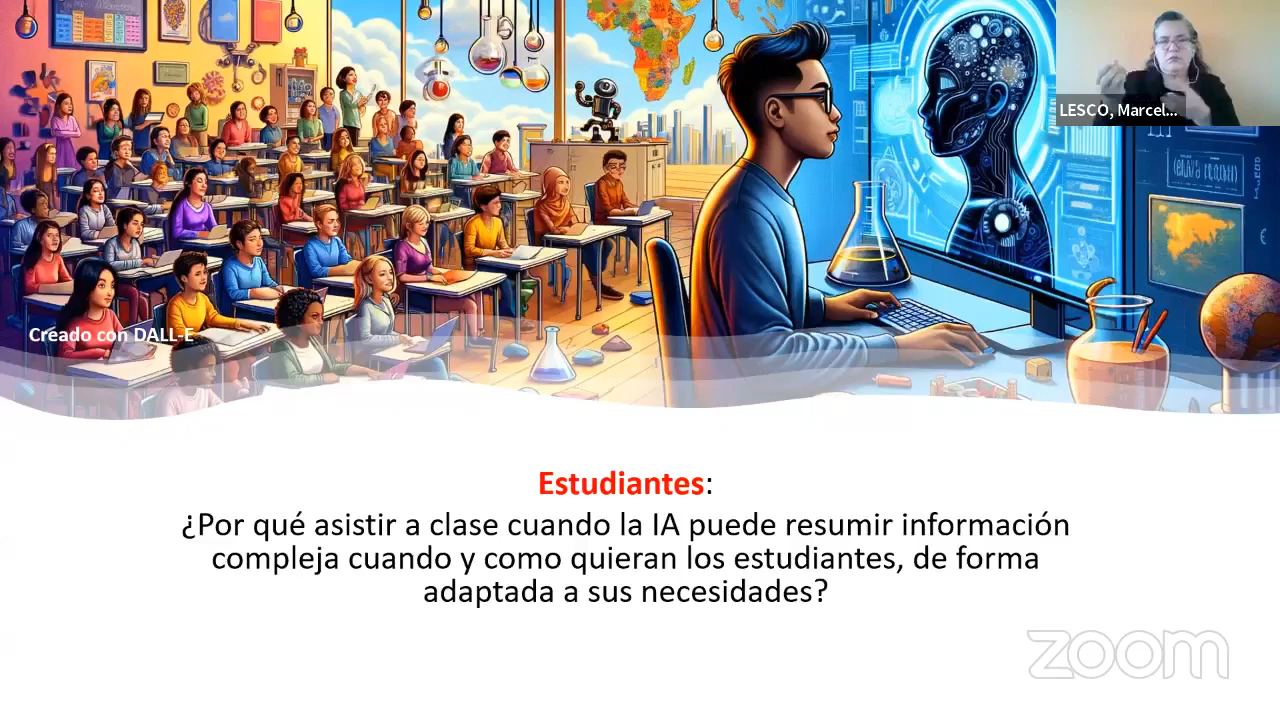 LESCO, Marcel...
Creado con DALL-E
Estudiantes:
¿Por qué asistir a clase cuando la IA puede resumir información
compleja cuando y como quieran los estudiantes, de forma
adaptada a sus necesidades?
zoom